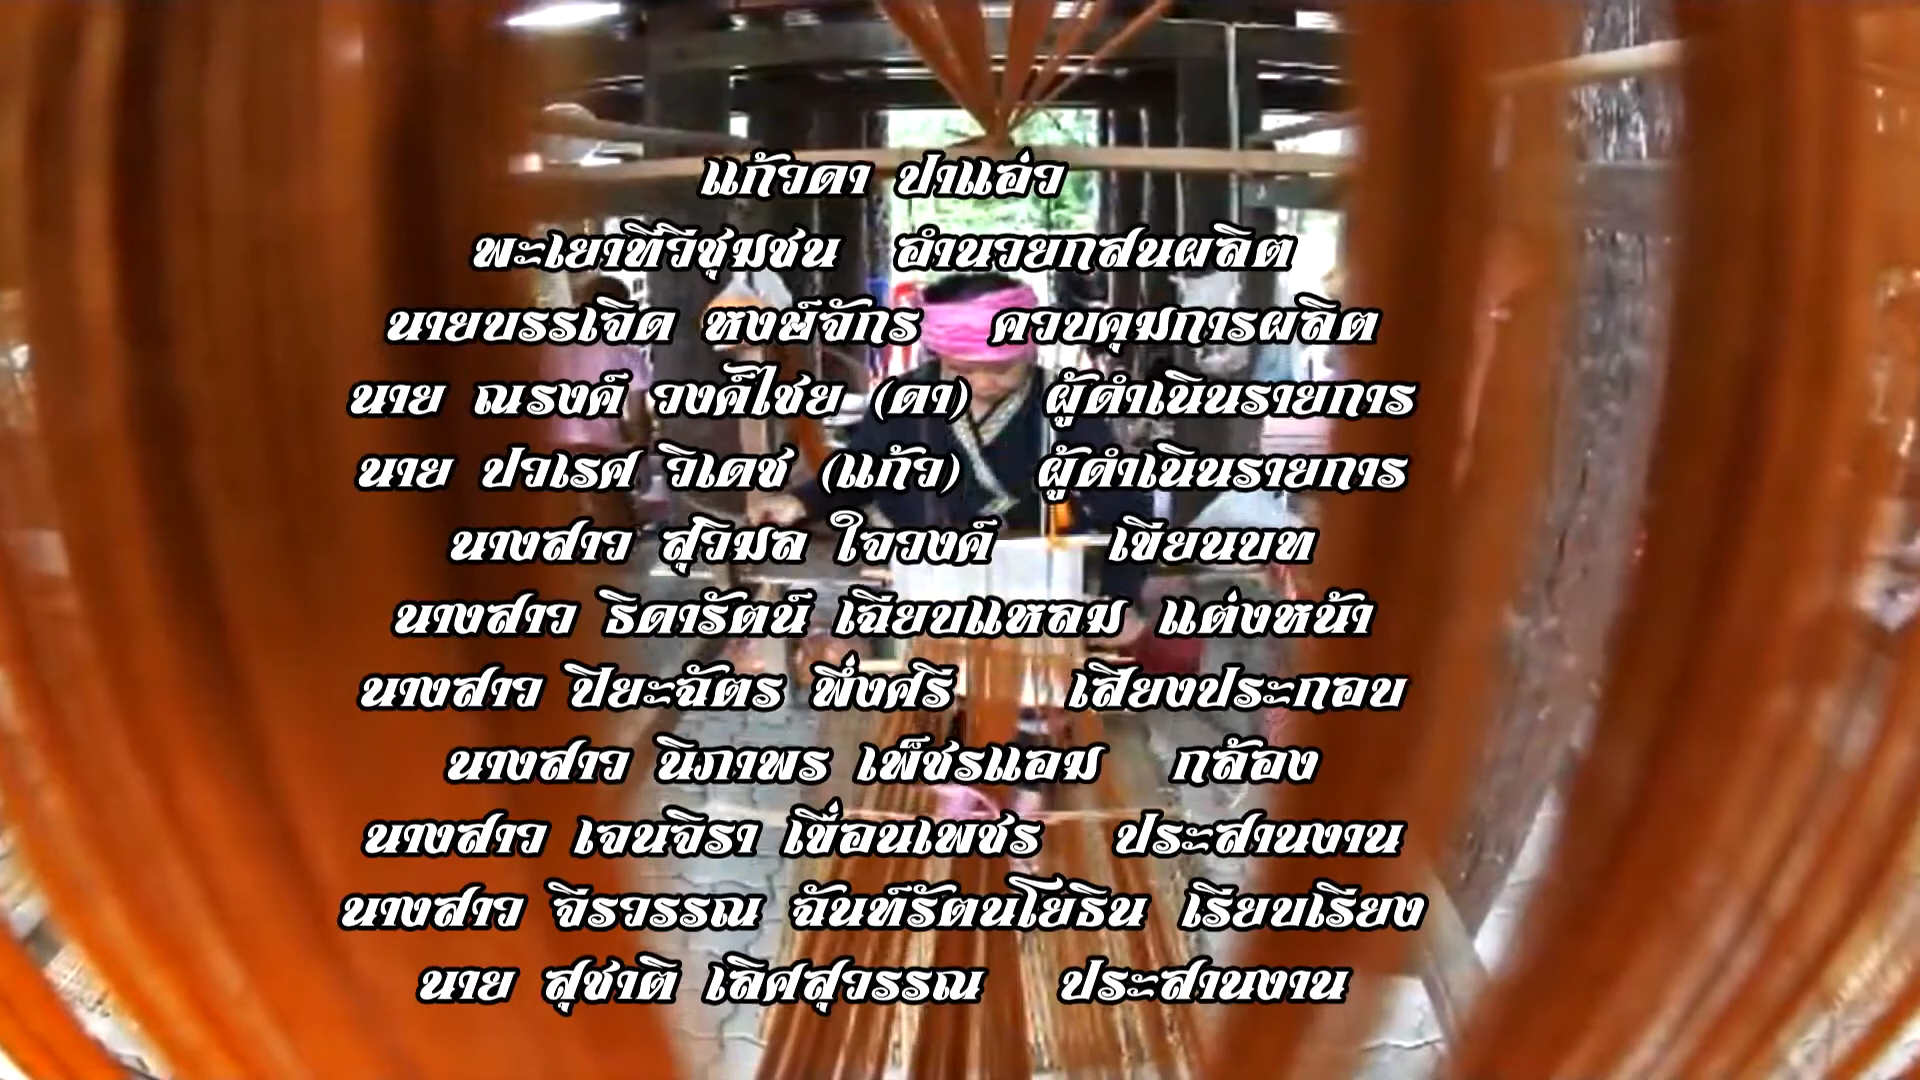 แก้วดา ปาแอ่ว
พะเยาทีวีชุมชน อำนวยกสนผลิต
นายบรรเจิด หงษ์จักร ควบคุมการผลิต
นาย ณรงค์ วงค์ไชย (ดา) ผู้ดำเนินรายการ
นาย ปวเรศ วิเดช (แก้ว) ผู้ดำเนินรายการ
นางสาว สุวิมล ใจวงค์ เขียนบท
นางสาว ธิดารัตน์ เฉียบแหลม แต่งหน้า
นางสาว ปิยะฉัตร พึ่งศรี เสียงประกอบ
นางสาว นิภาพร เพ็ชรแอม กล้อง
นางสาว เจนจิรา เขื่อนเพชร ประสานงาน
นางสาว จีรวรรณ ฉันท์รัตนโยธิน เรียบเรียง
นาย สุชาติ เลิศสุวรรณ ประสานงาน